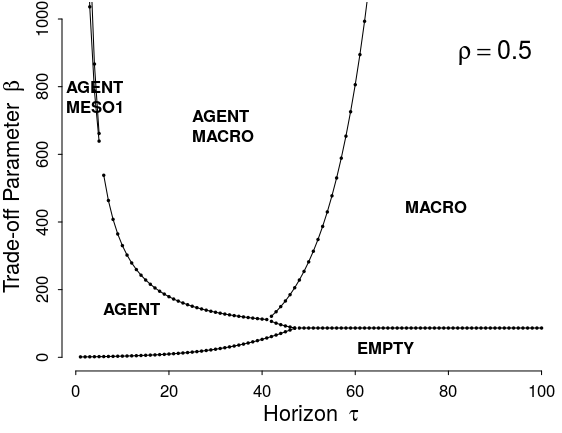 ρ = 0.5
AGENT
MESO1
AGENT
MACRO
MACRO
AGENT
EMPTY
Trade-off Parameter β
0
200
400
600
800
1000
0
20
40
60
80
100
Horizon τ